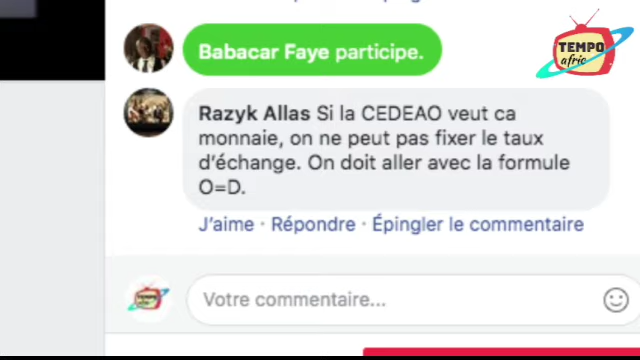 TEMPO
afric
Babacar Faye participe.
Razyk Allas Si la CEDEAO veut ca
monnaie, on ne peut pas fixer le taux
d'échange. On doit aller avec la formule
O=D.
J'aime · Répondre · Épingler le commentaire
TEMPO
Votre commentaire...